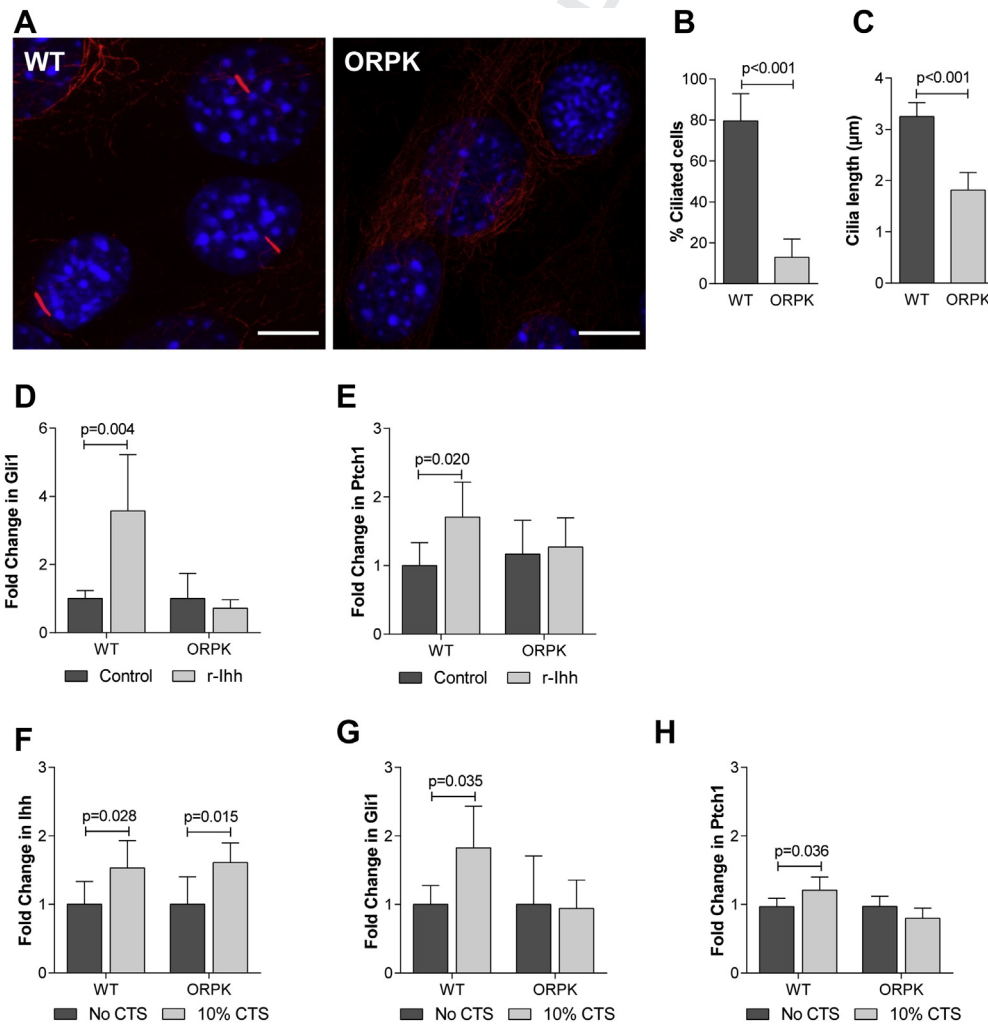 A
B
C
WT
ORPK
p<0.001
100
80
60
40
20
0
% Ciliated cells
WT ORPK
p<0.001
4
3
2
1
0
Cilia length (μm)
WT ORPK
D
E
p=0.004
6
4
2
0
Fold Change in Gli1
WT ORPK
Control r-Ihh
p=0.020
3
2
1
0
Fold Change in Ptch1
WT ORPK
Control r-Ihh
F
G
H
p=0.028
p=0.015
3
2
1
0
Fold Change in Ihh
WT ORPK
No CTS 10% CTS
p=0.035
3
2
1
0
Fold Change in Gli1
WT ORPK
No CTS 10% CTS
p=0.036
3
2
1
0
Fold Change in Ptch1
WT ORPK
No CTS 10% CTS